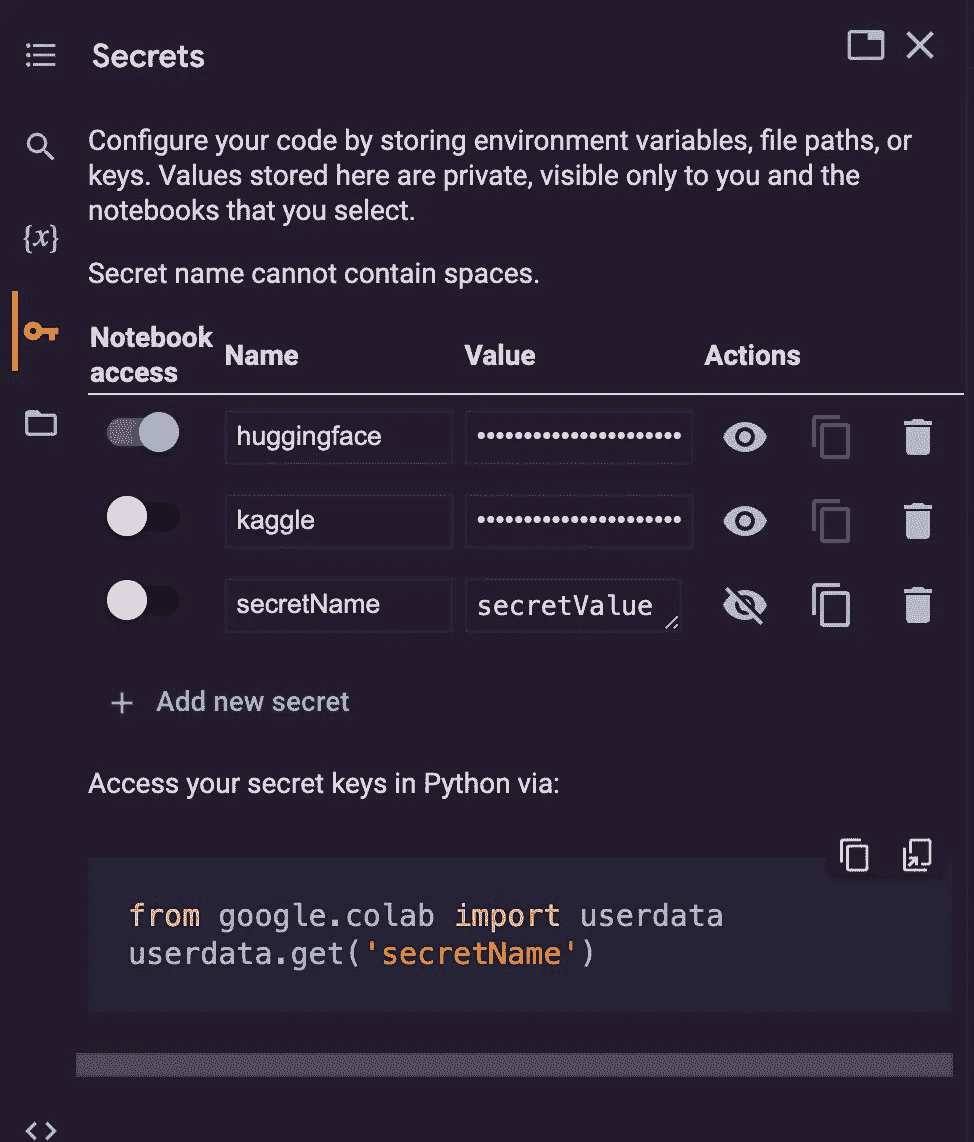 Secrets
Configure your code by storing environment variables, file paths, or
keys. Values stored here are private, visible only to you and the
notebooks that you select.
{x}
Secret name cannot contain spaces.
Notebook
access
Name
Value
Actions
huggingface
••••••••••••••••••••••
kaggle
••••••••••••••••••••••
secretName
secretValue
+ Add new secret
Access your secret keys in Python via:
from google.colab import userdata
userdata.get('secretName')
<>